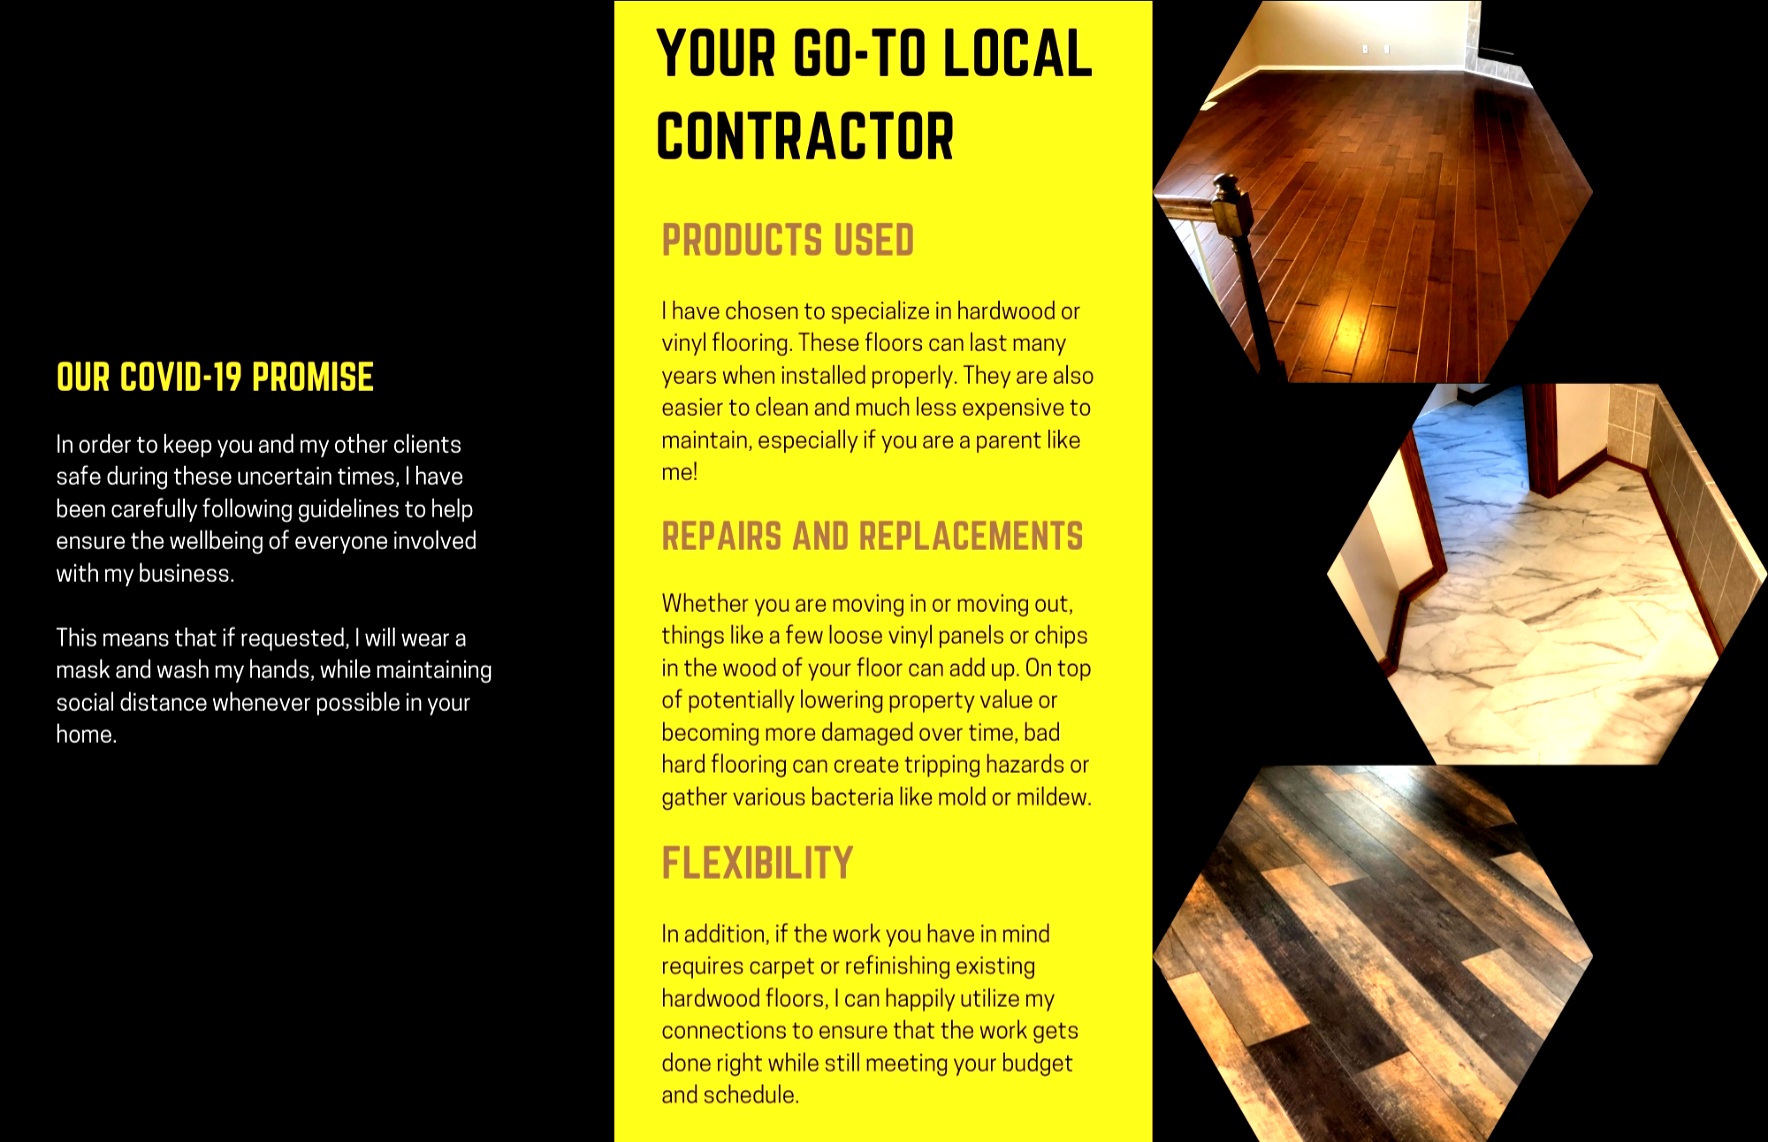 OUR COVID-19 PROMISE
In order to keep you and my other clients
safe during these uncertain times, I have
been carefully following guidelines to help
ensure the wellbeing of everyone involved
with my business.
This means that if requested, I will wear a
mask and wash my hands, while maintaining
social distance whenever possible in your
home.
YOUR GO-TO LOCAL
CONTRACTOR
PRODUCTS USED
I have chosen to specialize in hardwood or
vinyl flooring. These floors can last many
years when installed properly. They are also
easier to clean and much less expensive to
maintain, especially if you are a parent like
me!
REPAIRS AND REPLACEMENTS
Whether you are moving in or moving out,
things like a few loose vinyl panels or chips
in the wood of your floor can add up. On top
of potentially lowering property value or
becoming more damaged over time, bad
hard flooring can create tripping hazards or
gather various bacteria like mold or mildew.
FLEXIBILITY
In addition, if the work you have in mind
requires carpet or refinishing existing
hardwood floors, I can happily utilize my
connections to ensure that the work gets
done right while still meeting your budget
and schedule.